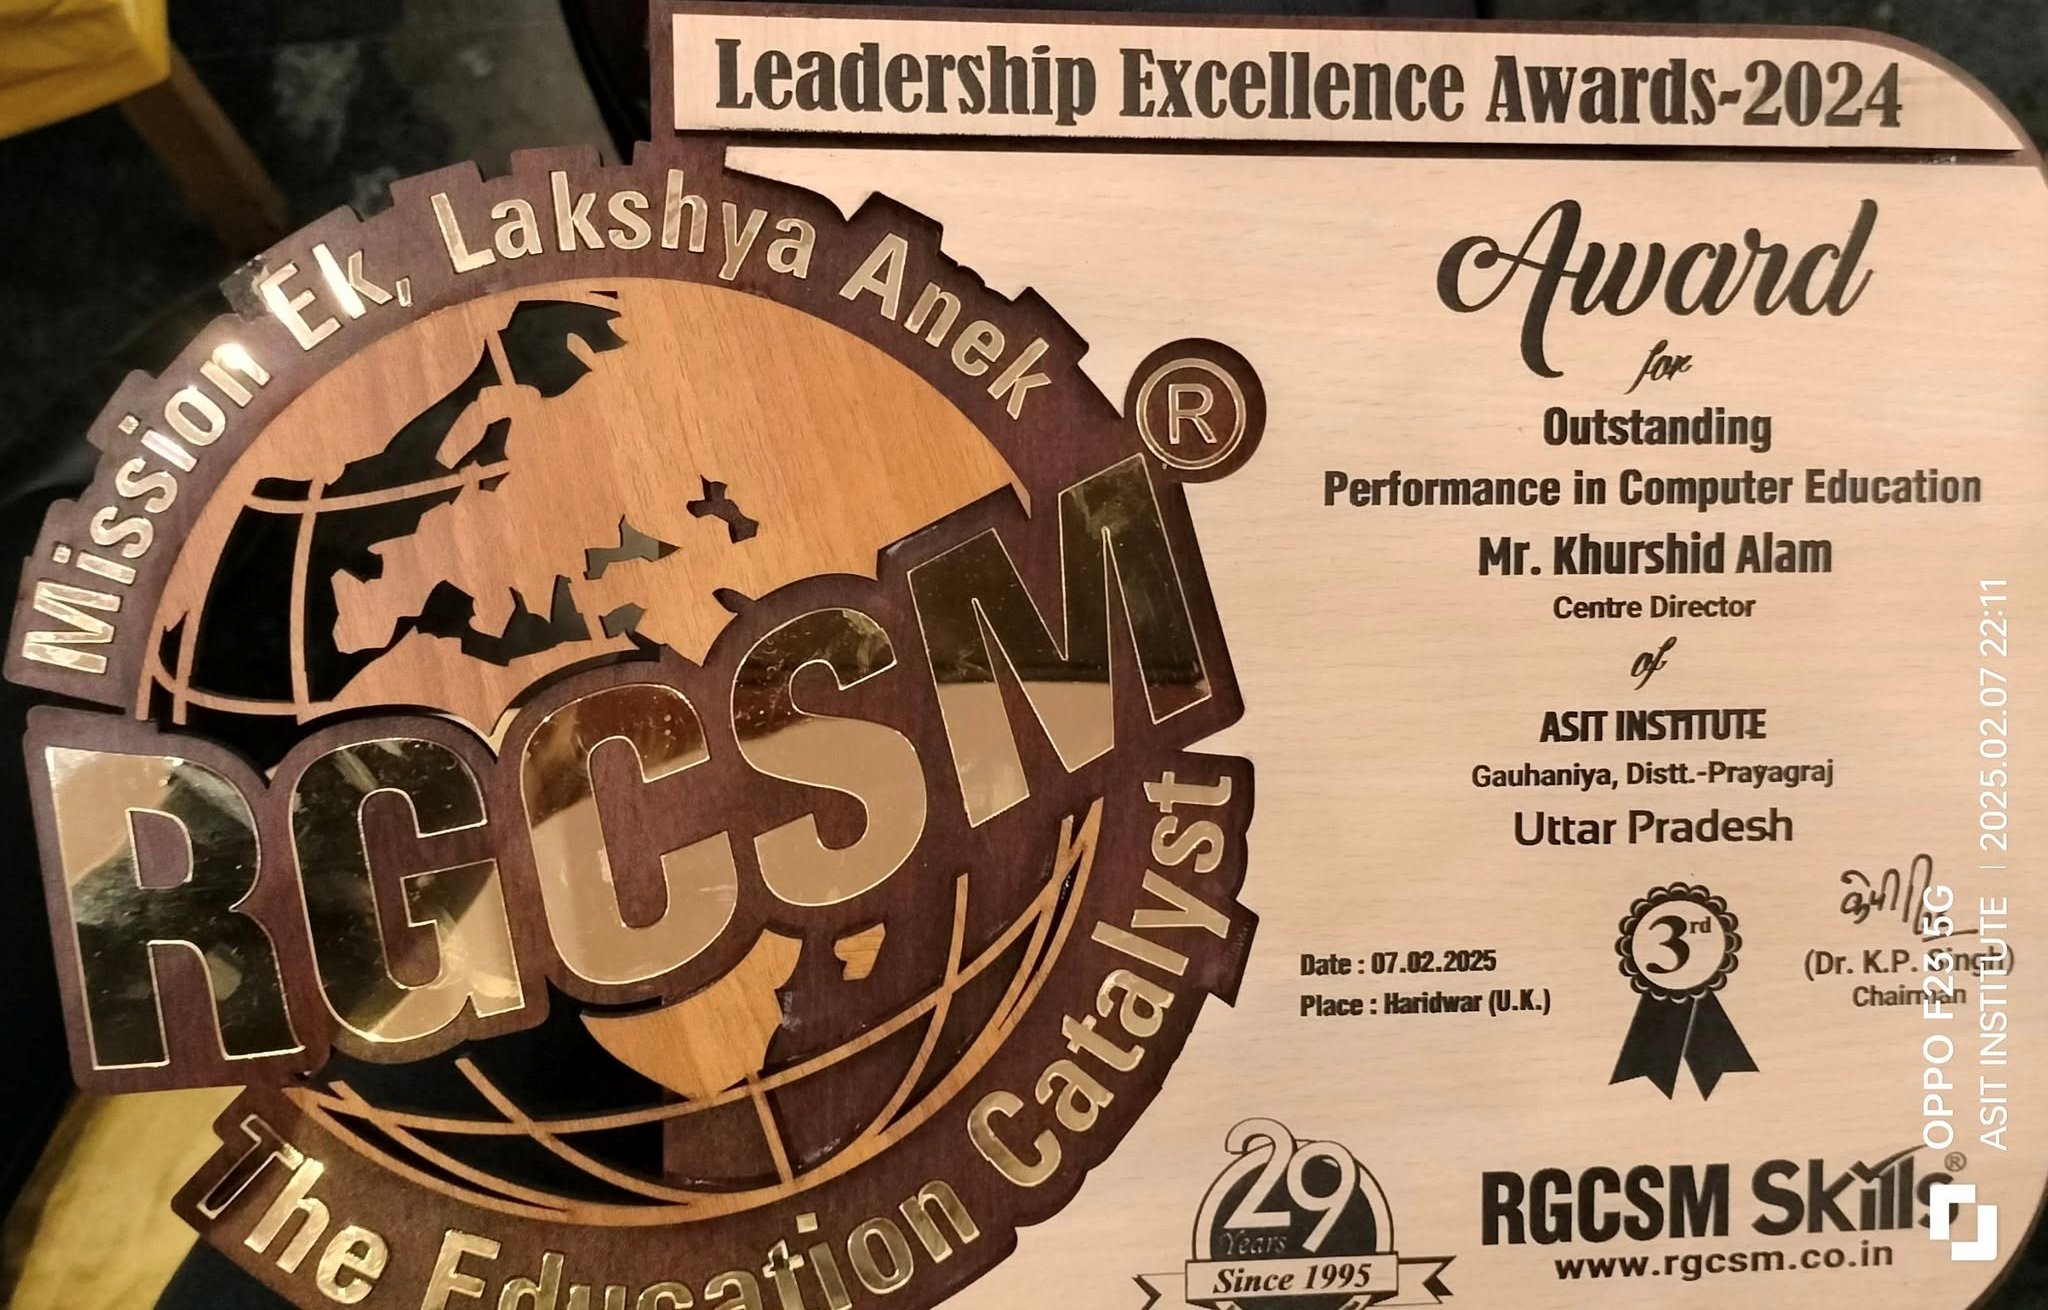 Leadership Excellence Awards-2024
Mission Ek, Lakshya Anek
®
RGCSM
The Education Catalyst
Award
for
Outstanding
Performance in Computer Education
Mr. Khurshid Alam
Centre Director
of
ASIT INSTITUTE
Gauhaniya, Distt.-Prayagraj
Uttar Pradesh
Date : 07.02.2025
Place : Haridwar (U.K.)
3rd
(Dr. K.P. Singh)
Chairman
29
Years
Since 1995
RGCSM Skills®
www.rgcsm.co.in
OPPO F23 5G
ASIT INSTITUTE | 2025.02.07 22:11